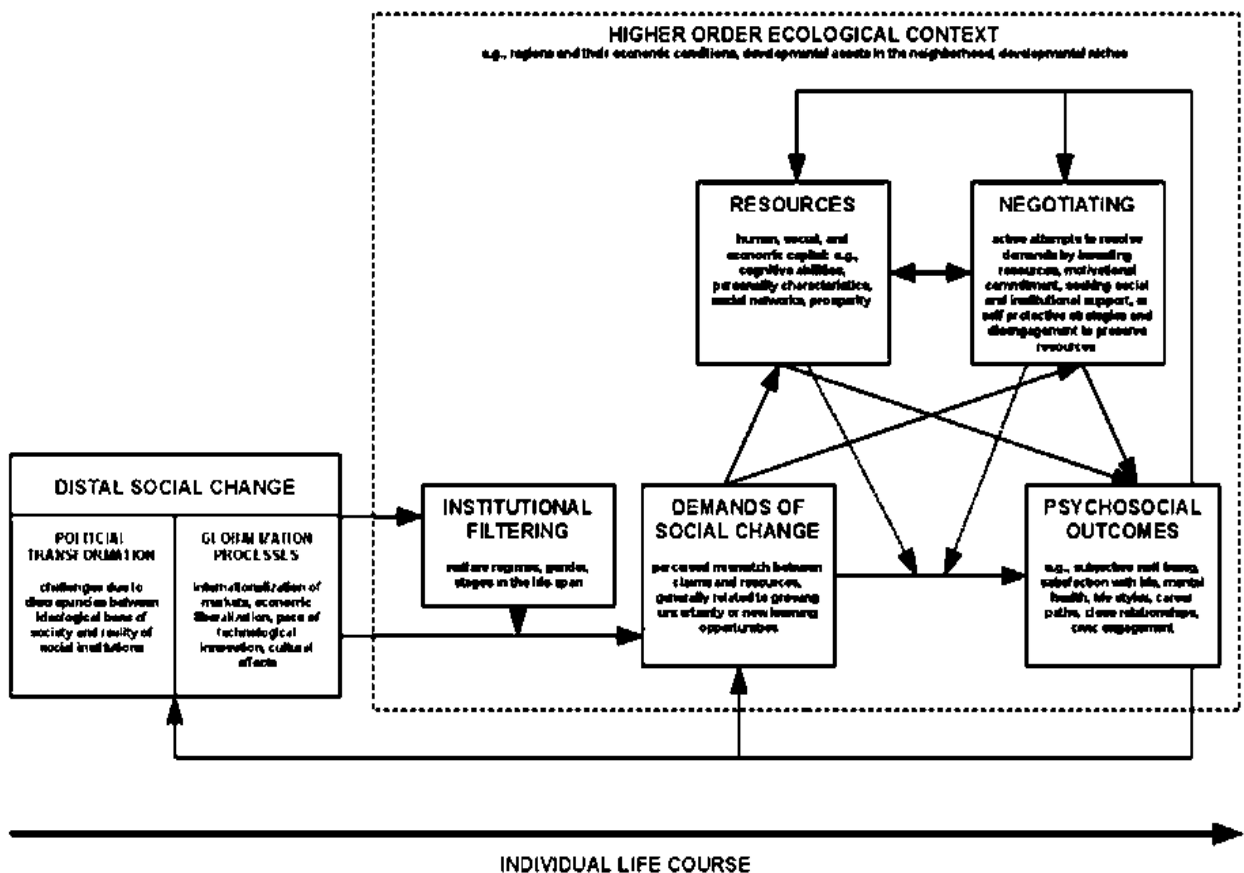 HIGHER ORDER ECOLOGICAL CONTEXT
e.g., regions and their economic conditions, developmental assets in the neighborhood, developmental niches
RESOURCES
human, social, and
economic capital: e.g.,
cognitive abilities,
personality characteristics,
social networks, prosperity
NEGOTIATING
active attempts to resolve
demands by investing
resources, motivational
commitment, seeking social
and institutional support, or
self protective strategies and
disengagement to preserve
resources
DISTAL SOCIAL CHANGE
POLITICIAL
TRANSFORMATION
challenges due to
discrepancies between
ideological base of
society and reality of
social institutions
GLOBALIZATION
PROCESSES
internationalization of
markets, economic
liberalization, pace of
technological
innovation, cultural
effects
INSTITUTIONAL
FILTERING
welfare regimes, gender,
stages in the life span
DEMANDS OF
SOCIAL CHANGE
perceived mismatch between
claims and resources,
generally related to growing
uncertainty or new learning
opportunities
PSYCHOSOCIAL
OUTCOMES
e.g., subjective well being,
satisfaction with life, mental
health, life styles, career
paths, close relationships,
civic engagement
INDIVIDUAL LIFE COURSE